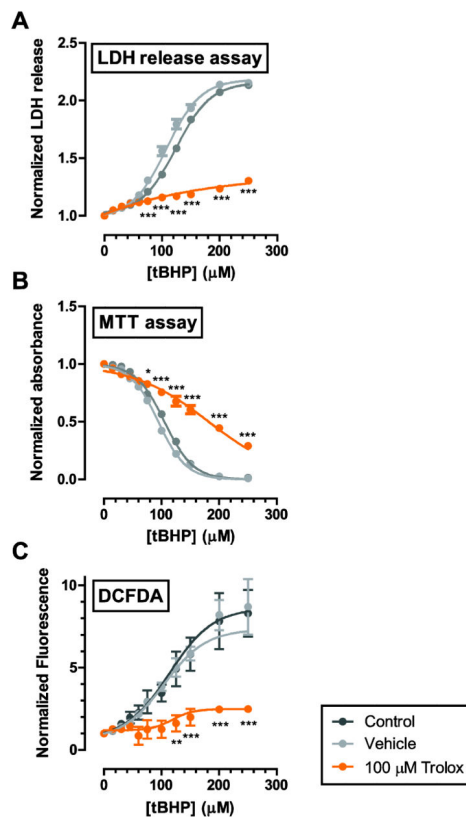 A
LDH release assay
Normalized LDH release
2.5
2.0
1.5
1.0
*** *** *** *** *** ***
0 100 200 300
[tBHP] (μM)
B
MTT assay
Normalized absorbance
1.5
1.0
0.5
0.0
* *** *** *** *** ***
0 100 200 300
[tBHP] (μM)
C
DCFDA
Normalized Fluorescence
10
5
0
** *** *** ***
0 100 200 300
[tBHP] (μM)
Control
Vehicle
100 μM Trolox